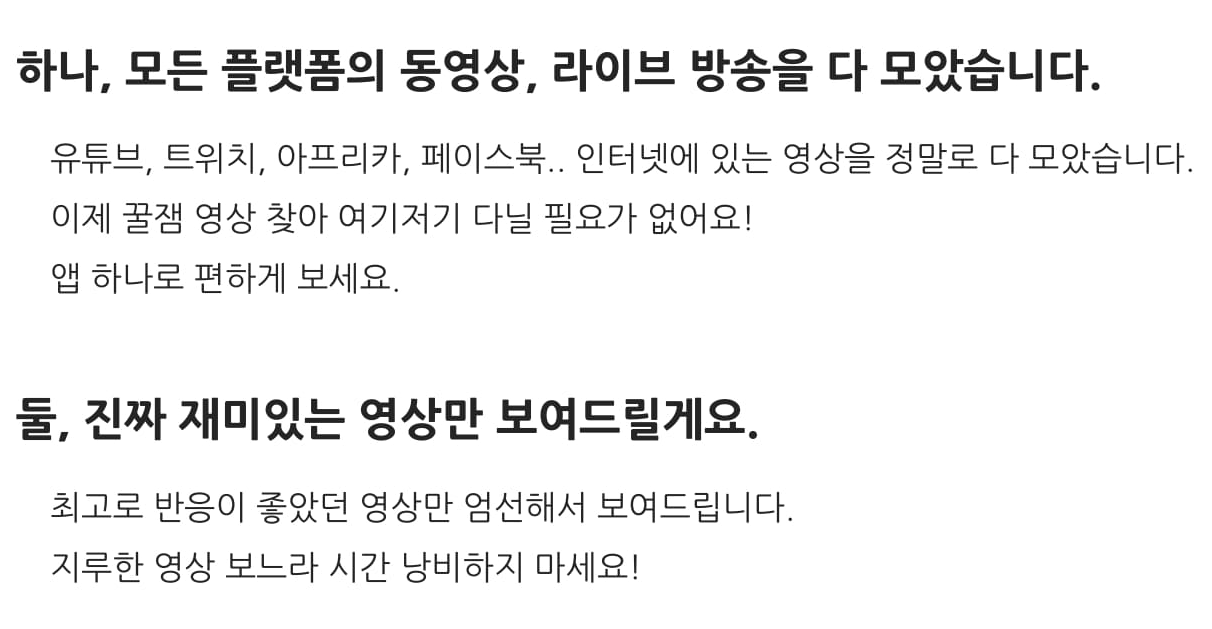 하나, 모든 플랫폼의 동영상, 라이브 방송을 다 모았습니다.
유튜브, 트위치, 아프리카, 페이스북.. 인터넷에 있는 영상을 정말로 다 모았습니다.
이제 꿀잼 영상 찾아 여기저기 다닐 필요가 없어요!
앱 하나로 편하게 보세요.
둘, 진짜 재미있는 영상만 보여드릴게요.
최고로 반응이 좋았던 영상만 엄선해서 보여드립니다.
지루한 영상 보느라 시간 낭비하지 마세요!